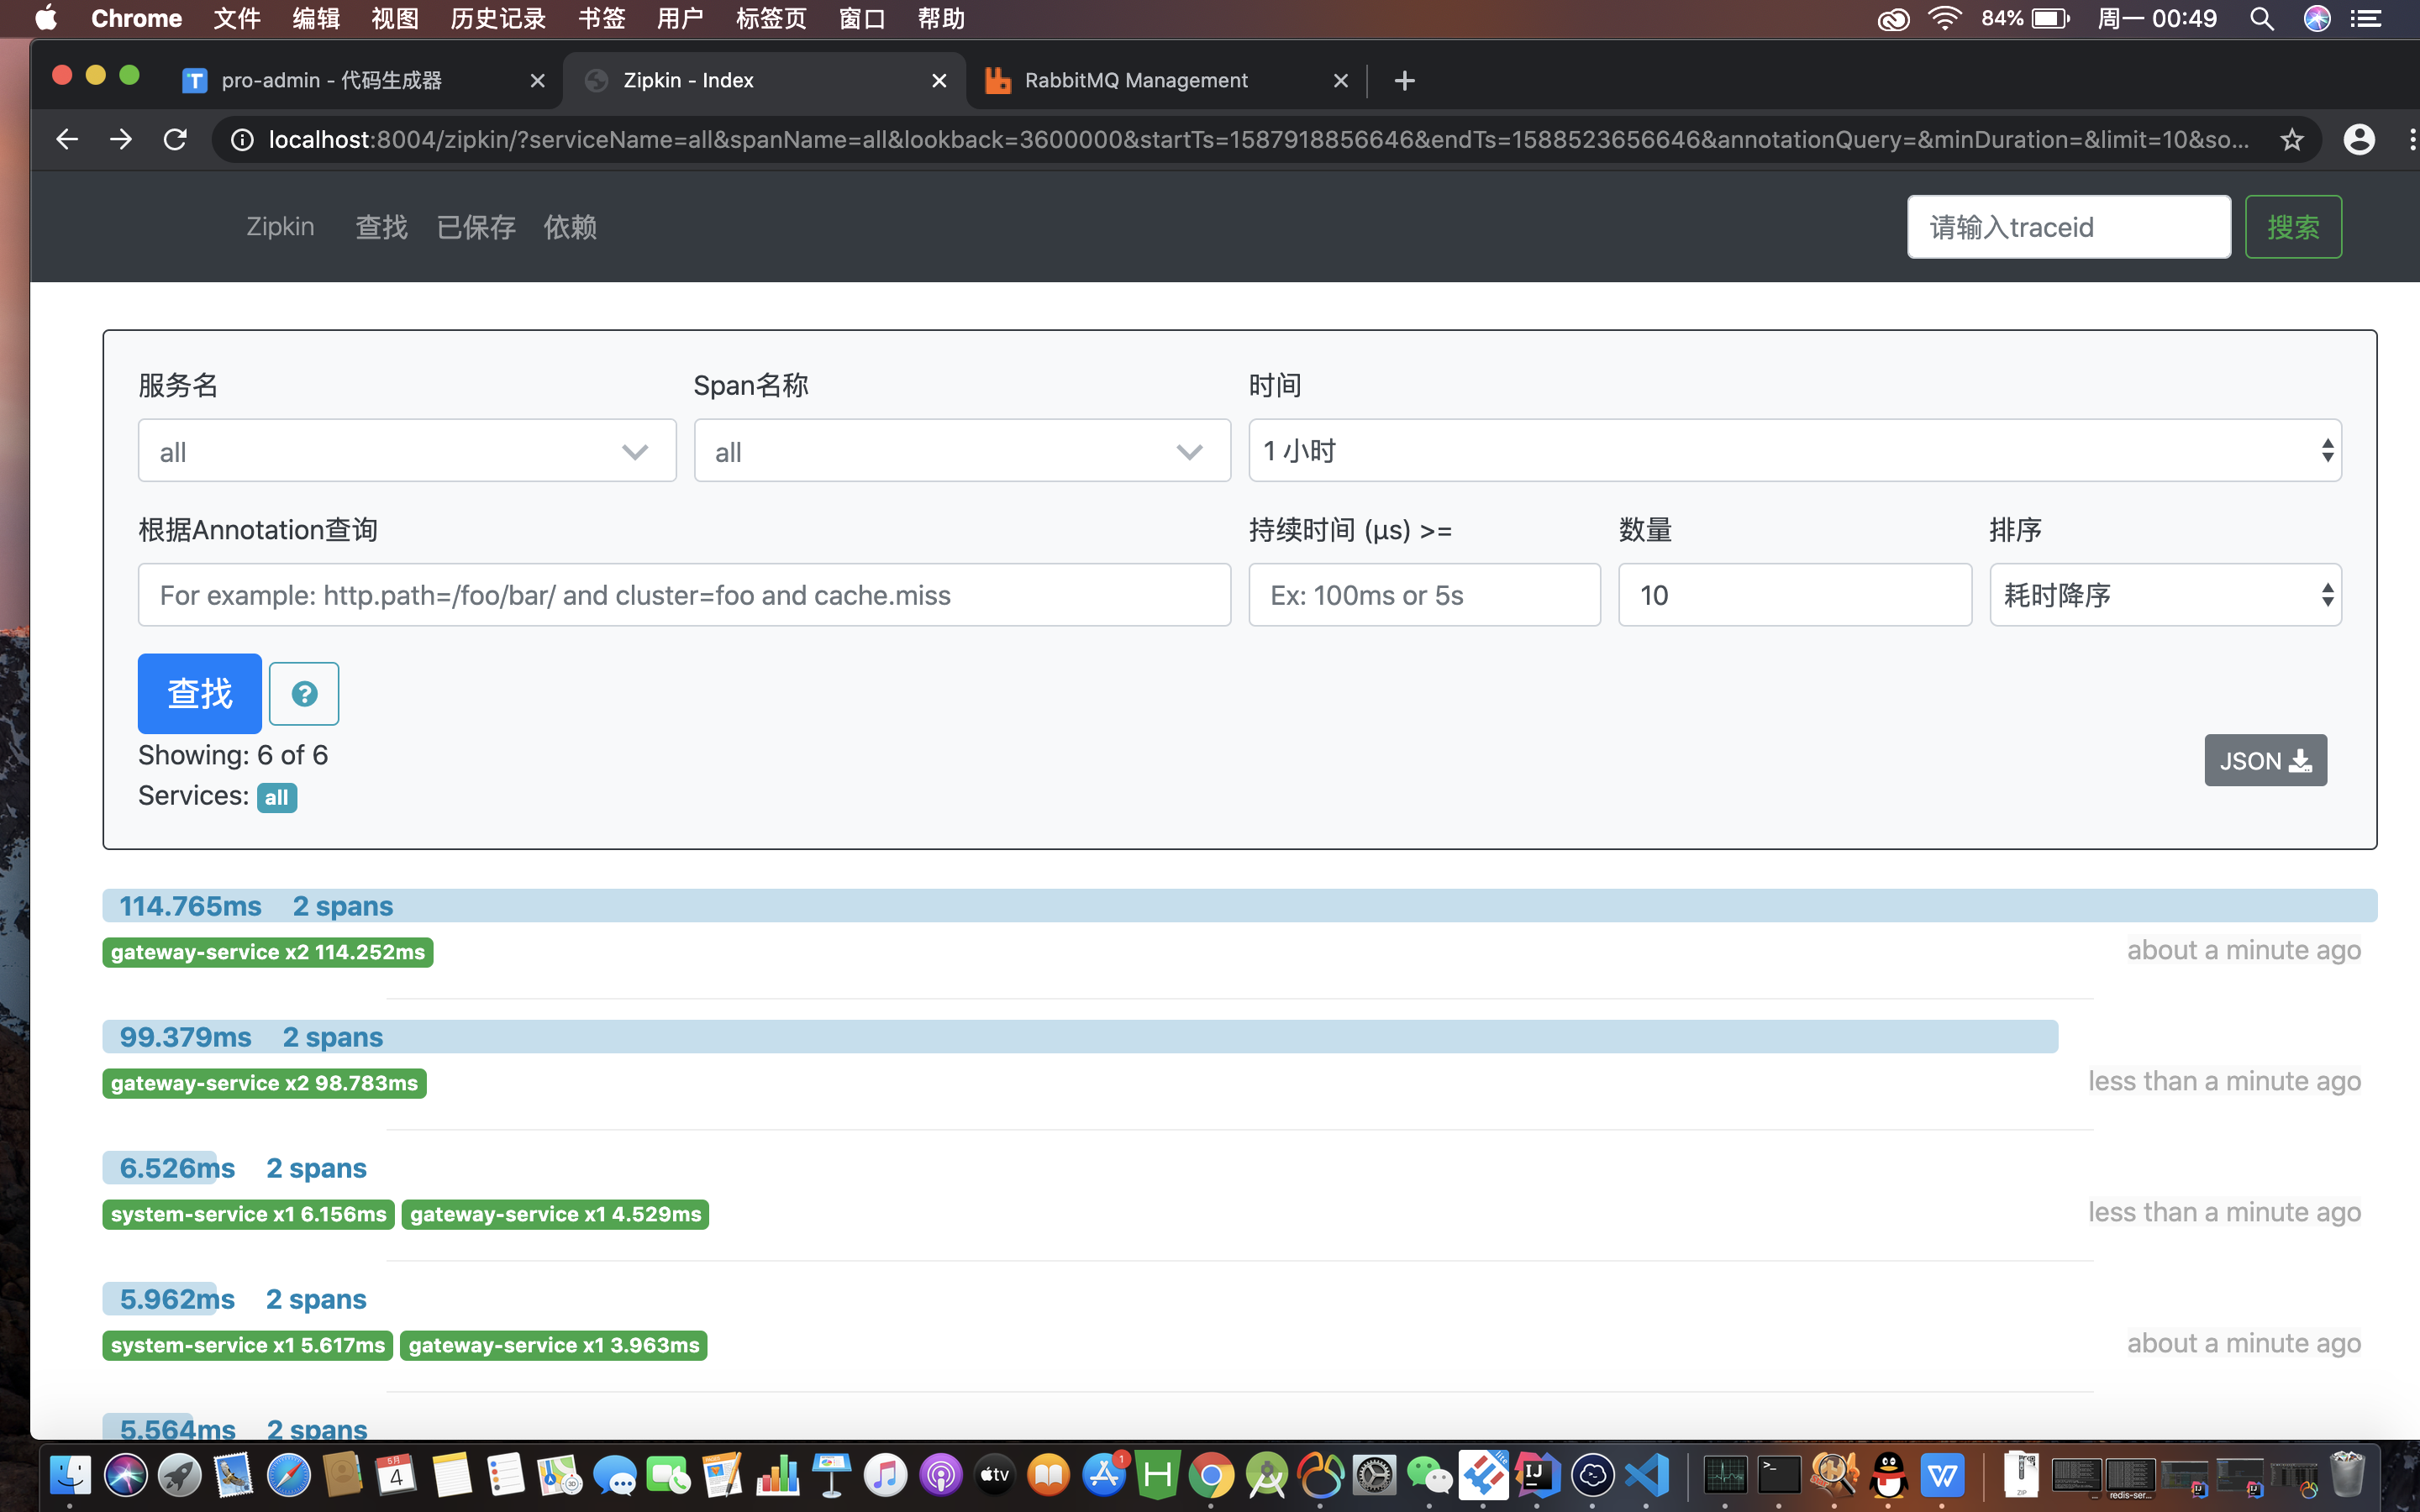 Chrome 文件 编辑 视图 历史记录 书签 用户 标签页 窗口 帮助 84% 周一 00:49
pro-admin - 代码生成器 Zipkin - Index RabbitMQ Management
localhost:8004/zipkin/?serviceName=all&spanName=all&lookback=3600000&startTs=1587918856646&endTs=1588523656646&annotationQuery=&minDuration=&limit=10&so...
Zipkin 查找 已保存 依赖 请输入traceid 搜索
服务名 Span名称 时间
all all 1 小时
根据Annotation查询 持续时间 (μs) >= 数量 排序
For example: http.path=/foo/bar/ and cluster=foo and cache.miss Ex: 100ms or 5s 10 耗时降序
查找
Showing: 6 of 6
JSON
Services: all
114.765ms 2 spans
gateway-service x2 114.252ms about a minute ago
99.379ms 2 spans
gateway-service x2 98.783ms less than a minute ago
6.526ms 2 spans
system-service x1 6.156ms gateway-service x1 4.529ms less than a minute ago
5.962ms 2 spans
system-service x1 5.617ms gateway-service x1 3.963ms about a minute ago
5.564ms 2 spans
5月
4
tv
1
H
IJ
W
ZIP
redis-ser...